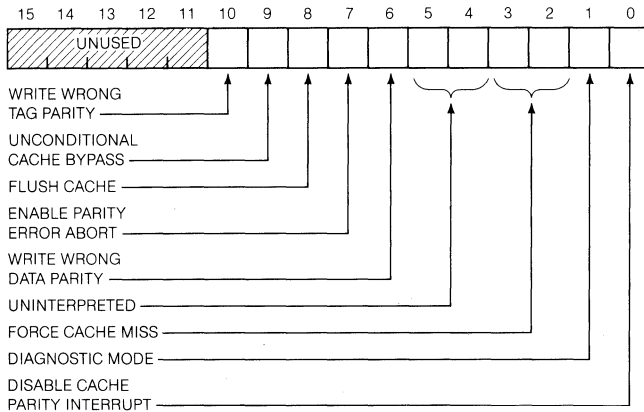 15 14 13 12 11 10 9 8 7 6 5 4 3 2 1 0
UNUSED
WRITE WRONG
TAG PARITY
UNCONDITIONAL
CACHE BYPASS
FLUSH CACHE
ENABLE PARITY
ERROR ABORT
WRITE WRONG
DATA PARITY
UNINTERPRETED
FORCE CACHE MISS
DIAGNOSTIC MODE
DISABLE CACHE
PARITY INTERRUPT